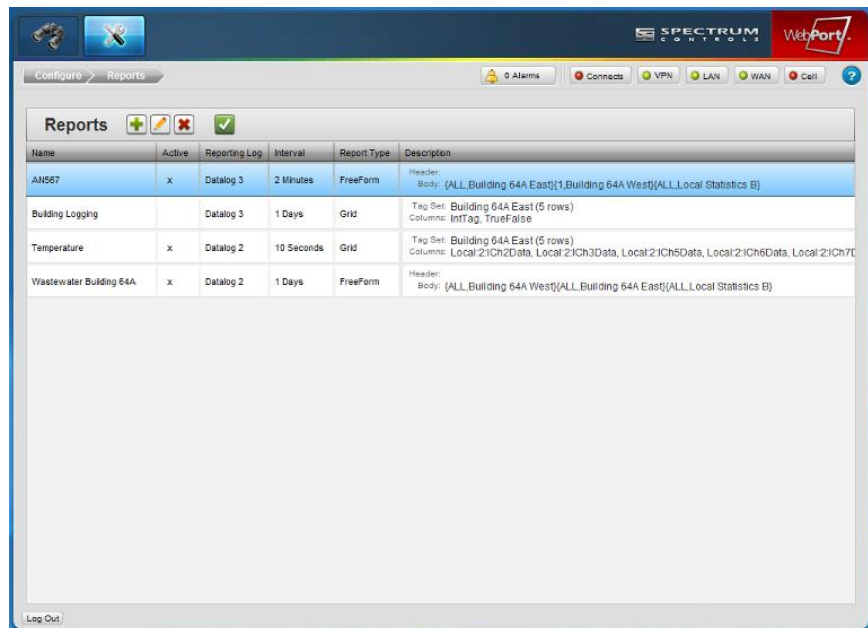 SPECTRUM
CONTROLS
WebPort
Configure
Reports
0 Alarms
Connects
VPN
LAN
WAN
Cell
?
Reports
Name Active Reporting Log Interval Report Type Description
AN567 x Datalog 3 2 Minutes FreeForm Header:
Body: {ALL,Building 64A East}{1,Building 64A West}{ALL,Local Statistics B}
Building Logging Datalog 3 1 Days Grid Tag Set: Building 64A East (5 rows)
Columns: IntTag, TrueFalse
Temperature x Datalog 2 10 Seconds Grid Tag Set: Building 64A East (5 rows)
Columns: Local:2:ICh2Data, Local:2:ICh3Data, Local:2:ICh5Data, Local:2:ICh6Data, Local:2:ICh7D
Wastewater Building 64A x Datalog 2 1 Days FreeForm Header:
Body: {ALL,Building 64A West}{ALL,Building 64A East}{ALL,Local Statistics B}
Log Out